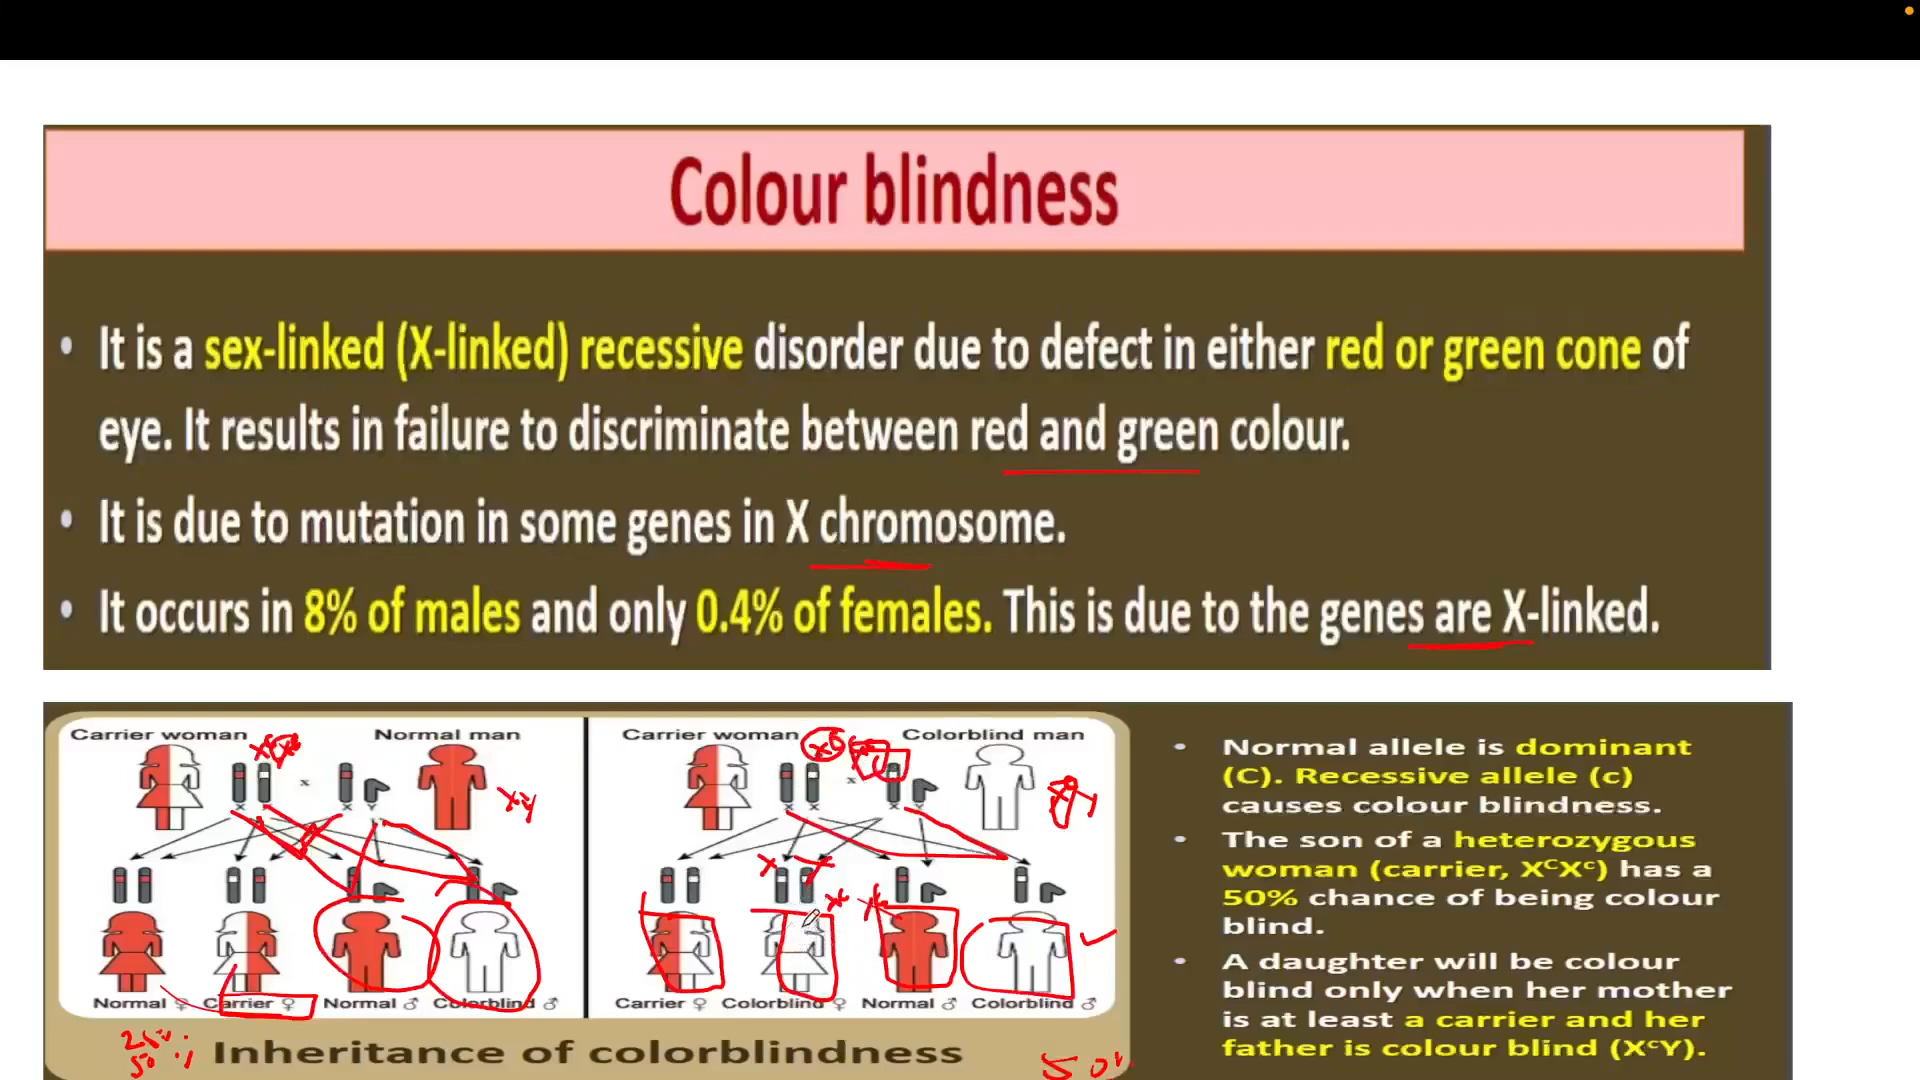 Colour blindness
• It is a sex-linked (X-linked) recessive disorder due to defect in either red or green cone of
eye. It results in failure to discriminate between red and green colour.
• It is due to mutation in some genes in X chromosome.
• It occurs in 8% of males and only 0.4% of females. This is due to the genes are X-linked.
Carrier woman Normal man
x
X X X Y
Normal ♀ Carrier ♀ Normal ♂ Colorblind ♂
Carrier woman Colorblind man
x
X X X Y
Carrier ♀ Colorblind ♀ Normal ♂ Colorblind ♂
Inheritance of colorblindness
50%
• Normal allele is dominant
(C). Recessive allele (c)
causes colour blindness.
• The son of a heterozygous
woman (carrier, XᶜXᶜ) has a
50% chance of being colour
blind.
• A daughter will be colour
blind only when her mother
is at least a carrier and her
father is colour blind (XᶜY).